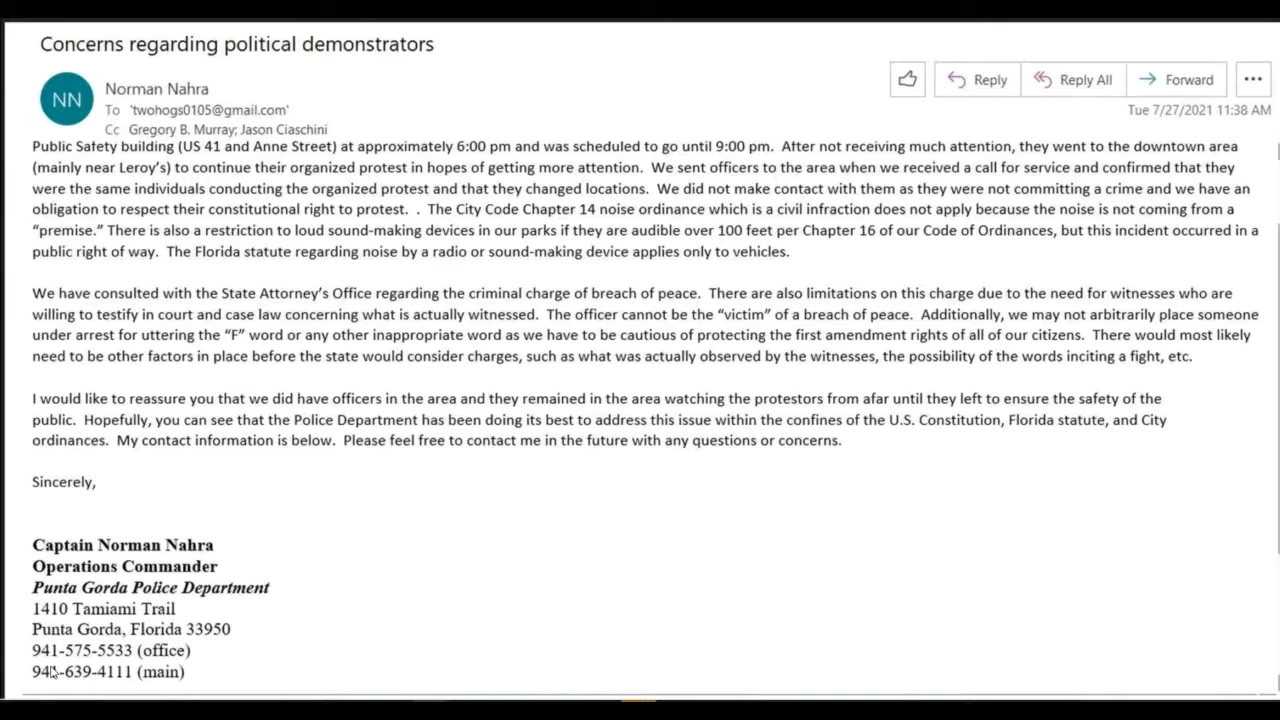 Concerns regarding political demonstrators
NN
Norman Nahra
To 'twohogs0105@gmail.com'
Cc Gregory B. Murray; Jason Ciaschini
Reply
Reply All
Forward
Tue 7/27/2021 11:38 AM
Public Safety building (US 41 and Anne Street) at approximately 6:00 pm and was scheduled to go until 9:00 pm. After not receiving much attention, they went to the downtown area
(mainly near Leroy's) to continue their organized protest in hopes of getting more attention. We sent officers to the area when we received a call for service and confirmed that they
were the same individuals conducting the organized protest and that they changed locations. We did not make contact with them as they were not committing a crime and we have an
obligation to respect their constitutional right to protest. . The City Code Chapter 14 noise ordinance which is a civil infraction does not apply because the noise is not coming from a
“premise.” There is also a restriction to loud sound-making devices in our parks if they are audible over 100 feet per Chapter 16 of our Code of Ordinances, but this incident occurred in a
public right of way. The Florida statute regarding noise by a radio or sound-making device applies only to vehicles.
We have consulted with the State Attorney's Office regarding the criminal charge of breach of peace. There are also limitations on this charge due to the need for witnesses who are
willing to testify in court and case law concerning what is actually witnessed. The officer cannot be the “victim” of a breach of peace. Additionally, we may not arbitrarily place someone
under arrest for uttering the “F” word or any other inappropriate word as we have to be cautious of protecting the first amendment rights of all of our citizens. There would most likely
need to be other factors in place before the state would consider charges, such as what was actually observed by the witnesses, the possibility of the words inciting a fight, etc.
I would like to reassure you that we did have officers in the area and they remained in the area watching the protestors from afar until they left to ensure the safety of the
public. Hopefully, you can see that the Police Department has been doing its best to address this issue within the confines of the U.S. Constitution, Florida statute, and City
ordinances. My contact information is below. Please feel free to contact me in the future with any questions or concerns.
Sincerely,
Captain Norman Nahra
Operations Commander
Punta Gorda Police Department
1410 Tamiami Trail
Punta Gorda, Florida 33950
941-575-5533 (office)
941-639-4111 (main)